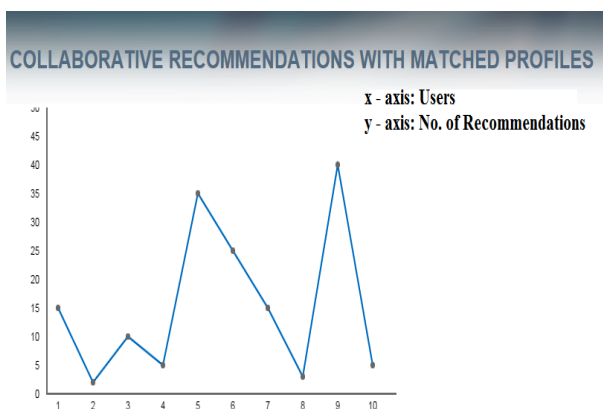 COLLABORATIVE RECOMMENDATIONS WITH MATCHED PROFILES
x - axis: Users
y - axis: No. of Recommendations
50
45
40
35
30
25
20
15
10
5
0
1 2 3 4 5 6 7 8 9 10